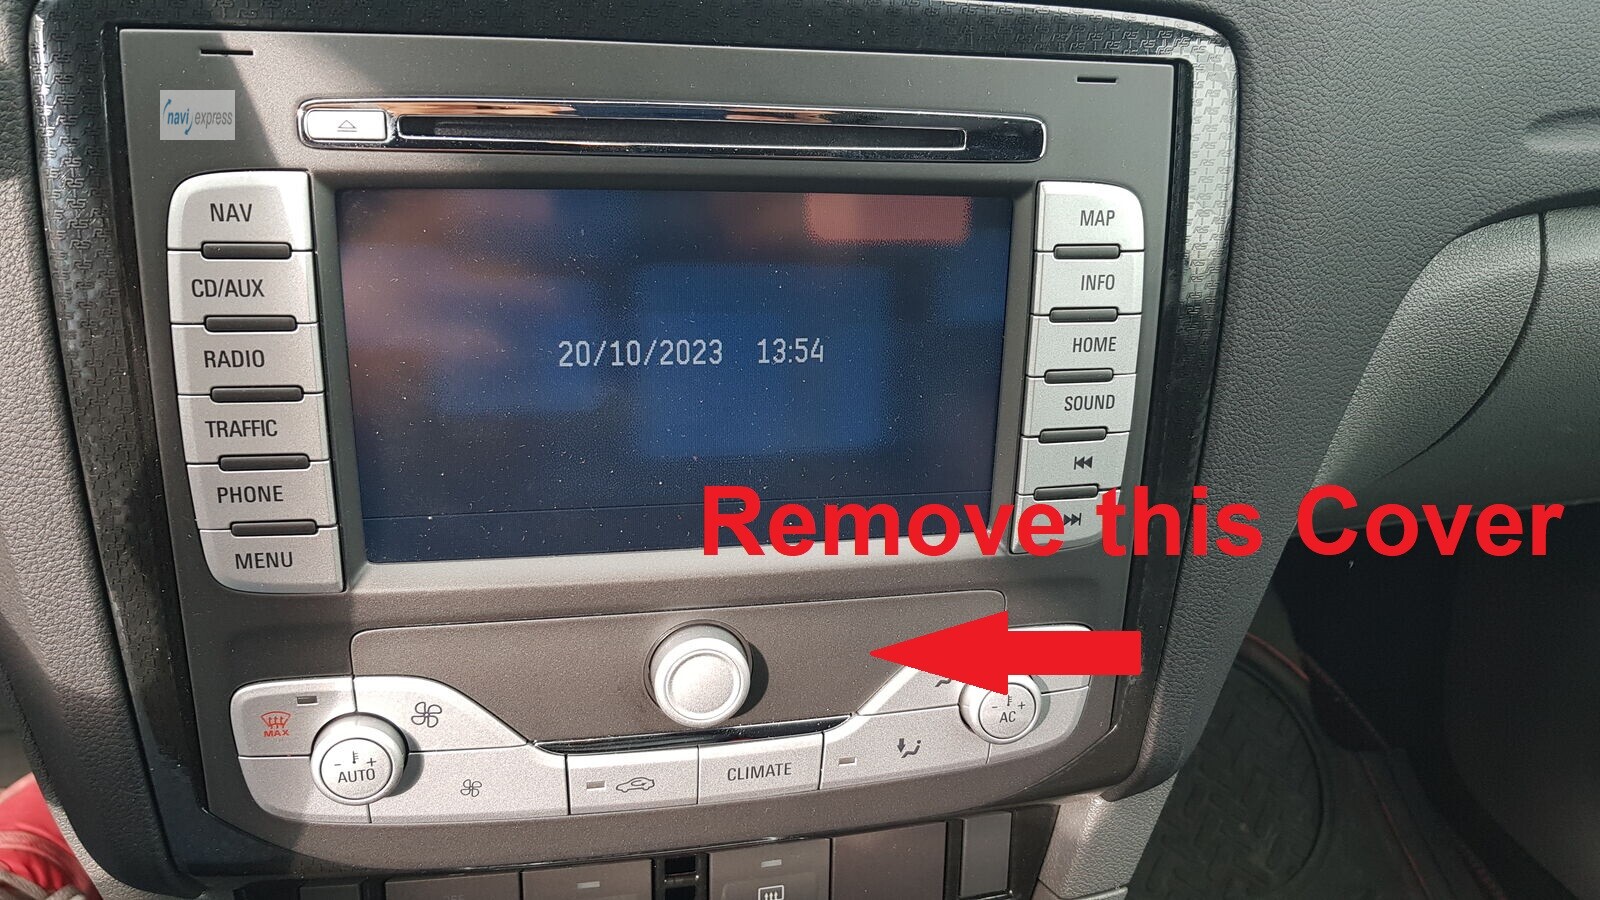 navi express
NAV
CD/AUX
RADIO
TRAFFIC
PHONE
MENU
MAP
INFO
HOME
SOUND
20/10/2023 13:54
Remove this Cover
MAX
- +
AUTO
CLIMATE
- +
AC